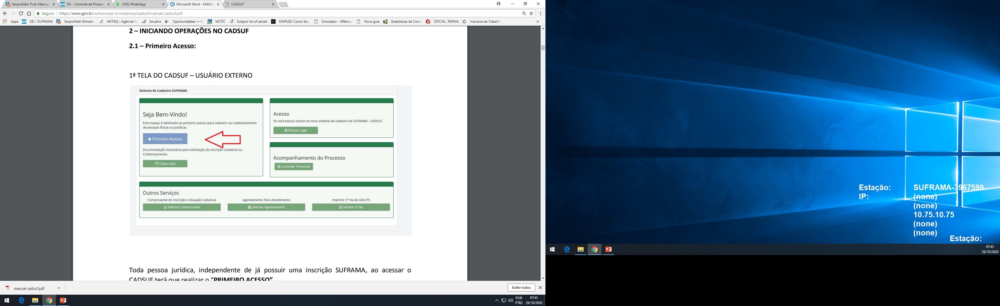 SerproMail: Fwd: Macrop
SEI - Controle de Process
(193) WhatsApp
Microsoft Word - MANU
CADSUF
Seguro
https://www.gov.br/suframa/pt-br/sistemas/cadsuf/manual-cadsuf.pdf
Apps
SEI / SUFRAMA
SerproMail: Entrada
ANTAQ – Agência N
Anuário
Oportunidades — P
MCTIC
Subject list of serials
SIMPLES: Como faze
Simulador - Affectun
Nova guia
Estatísticas de Comé
OFICIAL FARMA
Inscreva-se: Classific
»
2 – INICIANDO OPERAÇÕES NO CADSUF
2.1 – Primeiro Acesso:
1ª TELA DO CADSUF – USUÁRIO EXTERNO
Sistema de Cadastro SUFRAMA
Seja Bem-Vindo!
Este espaço é destinado ao primeiro acesso para cadastro ou credenciamento
de pessoas físicas ou jurídicas.
Primeiro Acesso
Documentação necessária para solicitação da Inscrição Cadastral ou
Credenciamento.
Clique Aqui
Acesso
Se você possui acesso ao novo sistema de cadastro da SUFRAMA - CADSUF.
Efetuar Login
Acompanhamento do Processo
Consultar Protocolo
Outros Serviços
Comprovante de Inscrição e Situação Cadastral
Solicitar Comprovante
Agendamento Para Atendimento
Solicitar Agendamento
Imprimir 2ª Via de GRU/TS
Solicitar 2ª Via
Toda pessoa jurídica, independente de já possuir uma inscrição SUFRAMA, ao acessar o
CADSUF terá que realizar o “PRIMEIRO ACESSO”
manual-cadsuf.pdf
Exibir todos
POR
PTB2
07:45
28/10/2020
Estação: SUFRAMA-3967599
IP: (none)
(none)
10.75.10.75
(none)
(none)
Estação:
07:45
28/10/2020